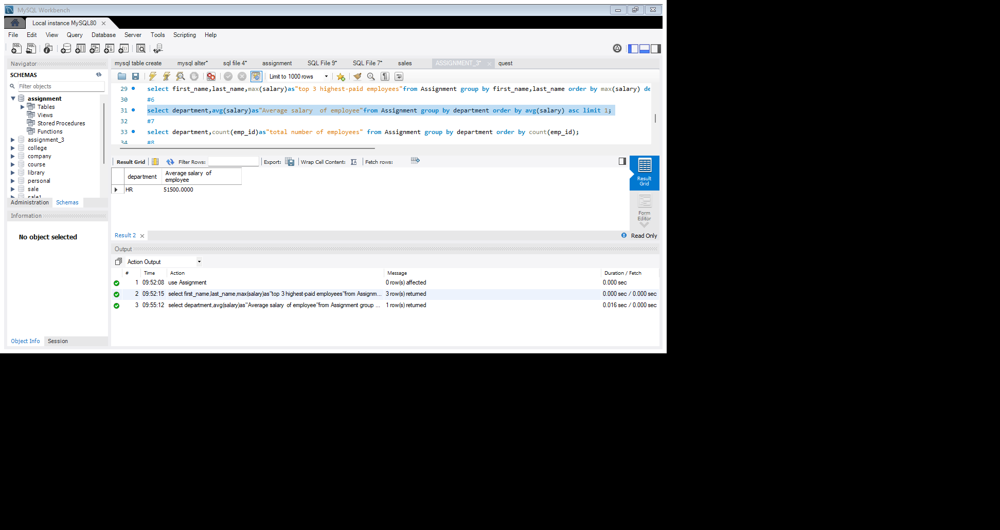 MySQL Workbench
Local instance MySQL80
File Edit View Query Database Server Tools Scripting Help
Navigator
SCHEMAS
Filter objects
assignment
Tables
Views
Stored Procedures
Functions
assignment_3
college
company
course
library
personal
sale
sale1
Administration Schemas
Information
No object selected
Object Info Session
mysql table create mysql alter* sql file 4* assignment SQL File 9* SQL File 7* sales ASSIGNMENT_3* quest
Limit to 1000 rows
29 select first_name,last_name,max(salary)as"top 3 highest-paid employees"from Assignment group by first_name,last_name order by max(salary) de
30 #6
31 select department,avg(salary)as"Average salary  of employee"from Assignment group by department order by avg(salary) asc limit 1;
32 #7
33 select department,count(emp_id)as"total number of employees" from Assignment group by department order by count(emp_id);
34 #8
Result Grid Filter Rows: Export: Wrap Cell Content: Fetch rows:
department Average salary  of employee
HR 51500.0000
Result Grid
Form Editor
Result 2 Read Only
Output
Action Output
# Time Action Message Duration / Fetch
1 09:52:08 use Assignment 0 row(s) affected 0.000 sec
2 09:52:15 select first_name,last_name,max(salary)as"top 3 highest-paid employees"from Assignm... 3 row(s) returned 0.000 sec / 0.000 sec
3 09:55:12 select department,avg(salary)as"Average salary  of employee"from Assignment group ... 1 row(s) returned 0.016 sec / 0.000 sec